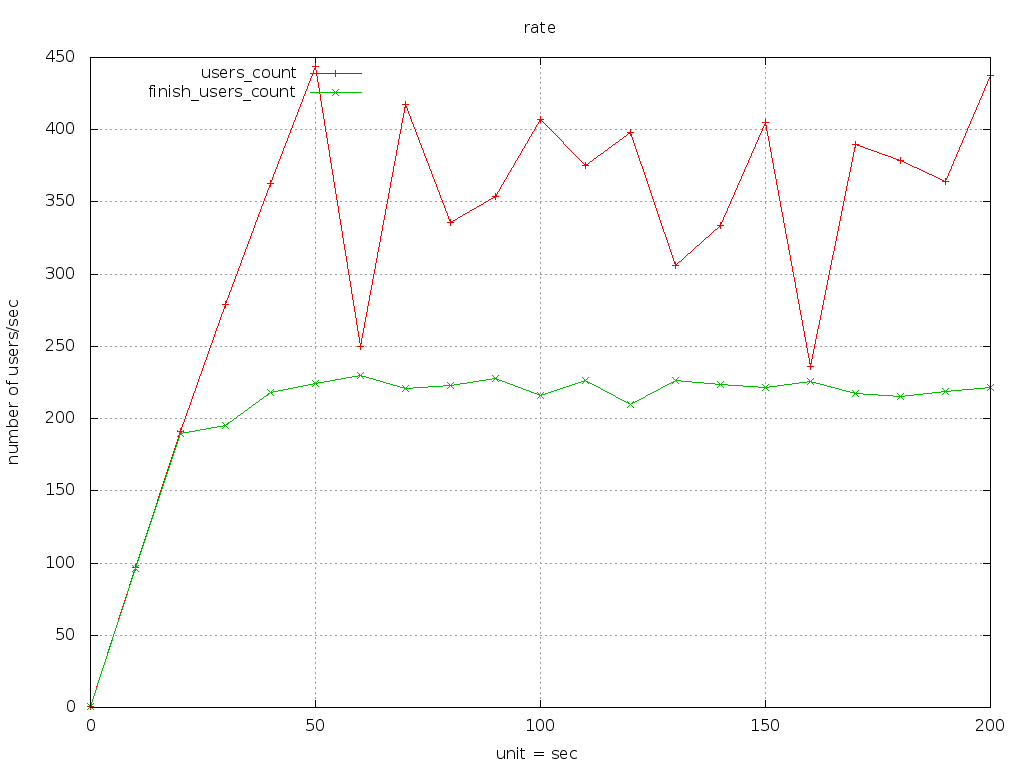 rate
users_count
finish_users_count
450
400
350
300
250
200
150
100
50
0
number of users/sec
0 50 100 150 200
unit = sec